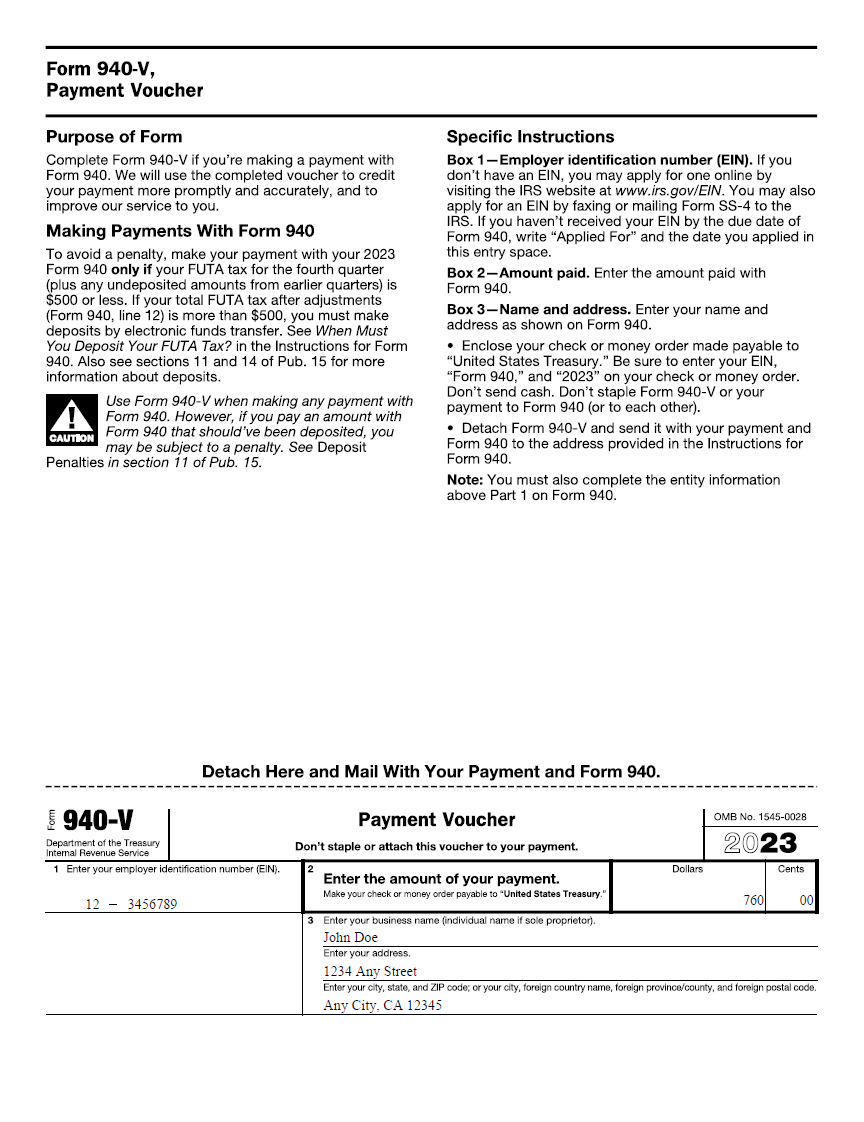 Form 940-V,
Payment Voucher
Purpose of Form
Complete Form 940-V if you're making a payment with
Form 940. We will use the completed voucher to credit
your payment more promptly and accurately, and to
improve our service to you.
Making Payments With Form 940
To avoid a penalty, make your payment with your 2023
Form 940 only if your FUTA tax for the fourth quarter
(plus any undeposited amounts from earlier quarters) is
$500 or less. If your total FUTA tax after adjustments
(Form 940, line 12) is more than $500, you must make
deposits by electronic funds transfer. See When Must
You Deposit Your FUTA Tax? in the Instructions for Form
940. Also see sections 11 and 14 of Pub. 15 for more
information about deposits.
CAUTION
Use Form 940-V when making any payment with
Form 940. However, if you pay an amount with
Form 940 that should've been deposited, you
may be subject to a penalty. See Deposit
Penalties in section 11 of Pub. 15.
Specific Instructions
Box 1—Employer identification number (EIN). If you
don't have an EIN, you may apply for one online by
visiting the IRS website at www.irs.gov/EIN. You may also
apply for an EIN by faxing or mailing Form SS-4 to the
IRS. If you haven't received your EIN by the due date of
Form 940, write “Applied For” and the date you applied in
this entry space.
Box 2—Amount paid. Enter the amount paid with
Form 940.
Box 3—Name and address. Enter your name and
address as shown on Form 940.
• Enclose your check or money order made payable to
“United States Treasury.” Be sure to enter your EIN,
“Form 940,” and “2023” on your check or money order.
Don't send cash. Don't staple Form 940-V or your
payment to Form 940 (or to each other).
• Detach Form 940-V and send it with your payment and
Form 940 to the address provided in the Instructions for
Form 940.
Note: You must also complete the entity information
above Part 1 on Form 940.
Detach Here and Mail With Your Payment and Form 940.
Form 940-V
Department of the Treasury
Internal Revenue Service
Payment Voucher
Don't staple or attach this voucher to your payment.
OMB No. 1545-0028
2023
1 Enter your employer identification number (EIN).
12 – 3456789
2
Enter the amount of your payment.
Make your check or money order payable to “United States Treasury.”
Dollars
Cents
760
00
3 Enter your business name (individual name if sole proprietor).
John Doe
Enter your address.
1234 Any Street
Enter your city, state, and ZIP code; or your city, foreign country name, foreign province/county, and foreign postal code.
Any City, CA 12345